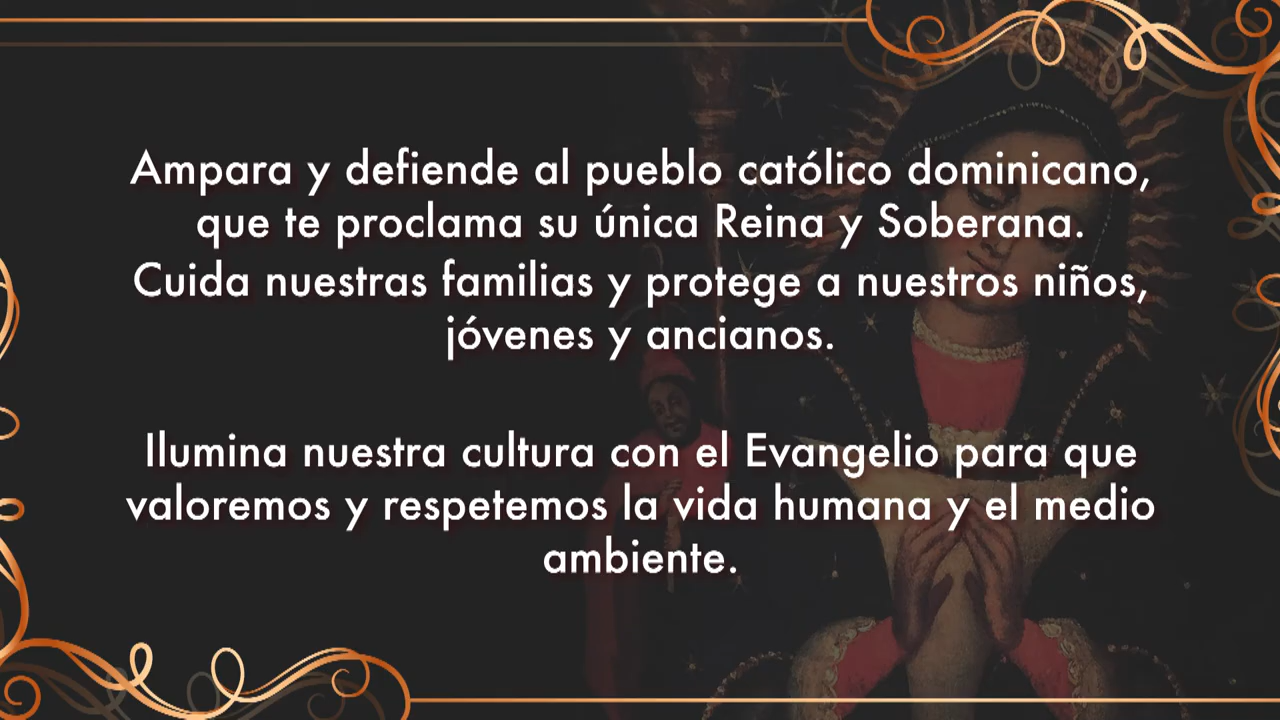 Ampara y defiende al pueblo católico dominicano,
que te proclama su única Reina y Soberana.
Cuida nuestras familias y protege a nuestros niños,
jóvenes y ancianos.
Ilumina nuestra cultura con el Evangelio para que
valoremos y respetemos la vida humana y el medio
ambiente.